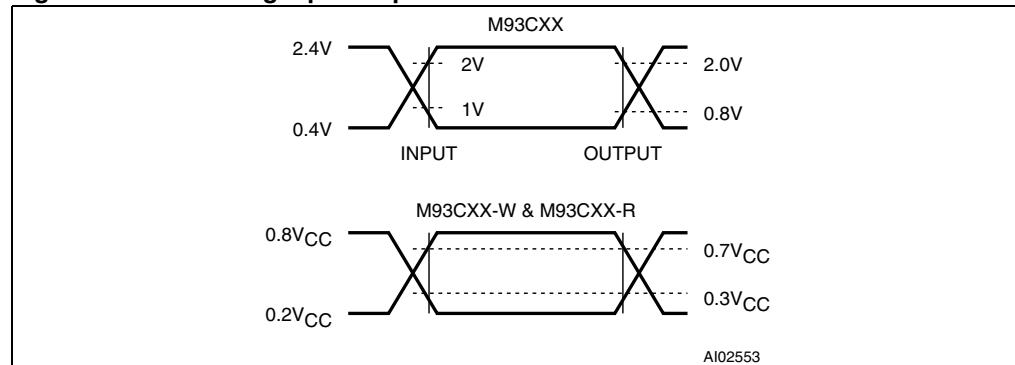 M93CXX
2.4V
2V
2.0V
1V
0.8V
0.4V
INPUT OUTPUT
M93CXX-W & M93CXX-R
0.8VCC
0.7VCC
0.3VCC
0.2VCC
AI02553